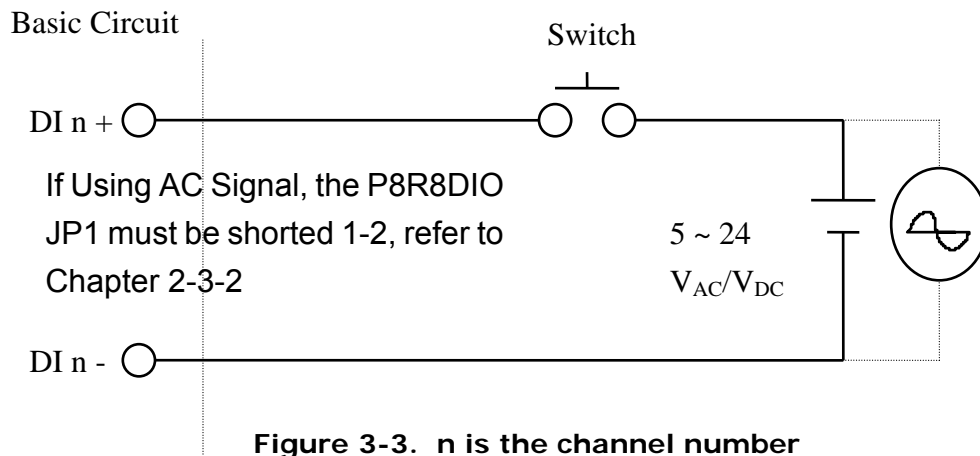 Basic Circuit
Switch
DI n +
If Using AC Signal, the P8R8DIO
JP1 must be shorted 1-2, refer to
Chapter 2-3-2
5 ~ 24
VAC/VDC
DI n -
Figure 3-3. n is the channel number